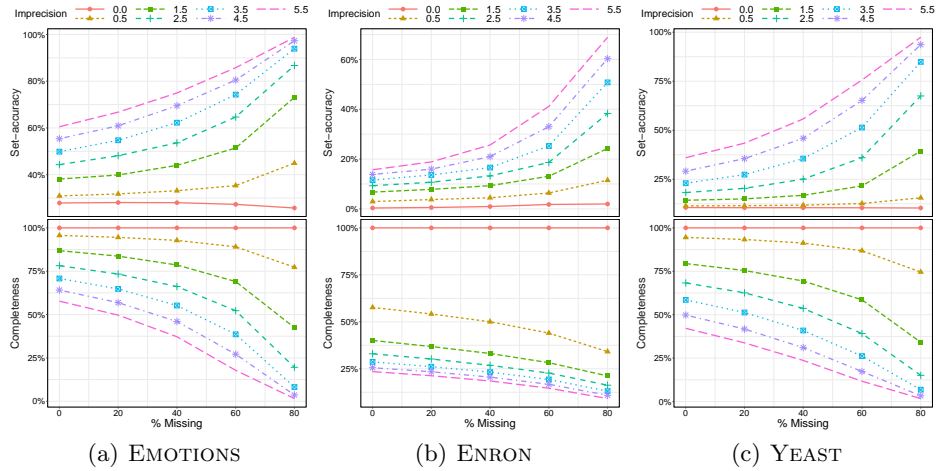 Imprecision 0.0 0.5 1.5 2.5 3.5 4.5 5.5
Set−accuracy
100%
80%
60%
40%
Completeness
100%
75%
50%
25%
0%
0 20 40 60 80
% Missing
(a) Emotions
Imprecision 0.0 0.5 1.5 2.5 3.5 4.5 5.5
Set−accuracy
60%
40%
20%
0%
Completeness
100%
75%
50%
25%
0 20 40 60 80
% Missing
(b) Enron
Imprecision 0.0 0.5 1.5 2.5 3.5 4.5 5.5
Set−accuracy
100%
75%
50%
25%
Completeness
100%
75%
50%
25%
0%
0 20 40 60 80
% Missing
(c) Yeast